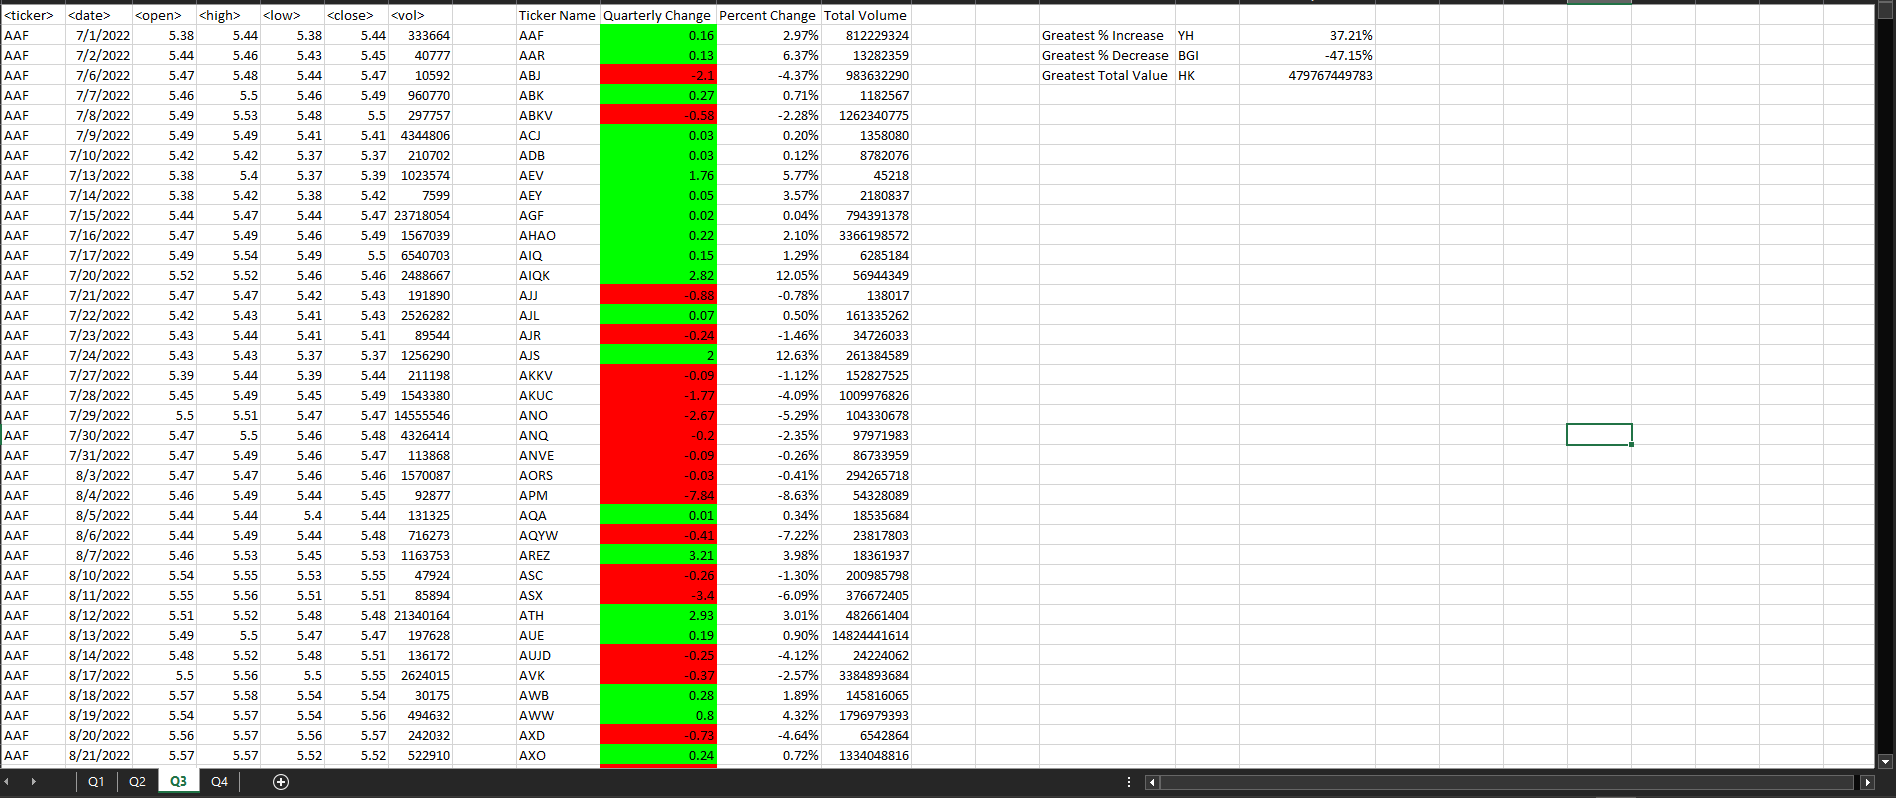 <ticker> <date> <open> <high> <low> <close> <vol> Ticker Name Quarterly Change Percent Change Total Volume
AAF 7/1/2022 5.38 5.44 5.38 5.44 333664 AAF 0.16 2.97% 812229324 Greatest % Increase YH 37.21%
AAF 7/2/2022 5.44 5.46 5.43 5.45 40777 AAR 0.13 6.37% 13282359 Greatest % Decrease BGI -47.15%
AAF 7/6/2022 5.47 5.48 5.44 5.47 10592 ABJ -2.1 -4.37% 983632290 Greatest Total Value HK 479767449783
AAF 7/7/2022 5.46 5.5 5.46 5.49 960770 ABK 0.27 0.71% 1182567
AAF 7/8/2022 5.49 5.53 5.48 5.5 297757 ABKV -0.58 -2.28% 1262340775
AAF 7/9/2022 5.49 5.49 5.41 5.41 4344806 ACJ 0.03 0.20% 1358080
AAF 7/10/2022 5.42 5.42 5.37 5.37 210702 ADB 0.03 0.12% 8782076
AAF 7/13/2022 5.38 5.4 5.37 5.39 1023574 AEV 1.76 5.77% 45218
AAF 7/14/2022 5.38 5.42 5.38 5.42 7599 AEY 0.05 3.57% 2180837
AAF 7/15/2022 5.44 5.47 5.44 5.47 23718054 AGF 0.02 0.04% 794391378
AAF 7/16/2022 5.47 5.49 5.46 5.49 1567039 AHAO 0.22 2.10% 3366198572
AAF 7/17/2022 5.49 5.54 5.49 5.5 6540703 AIQ 0.15 1.29% 6285184
AAF 7/20/2022 5.52 5.52 5.46 5.46 2488667 AIQK 2.82 12.05% 56944349
AAF 7/21/2022 5.47 5.47 5.42 5.43 191890 AJJ -0.88 -0.78% 138017
AAF 7/22/2022 5.42 5.43 5.41 5.43 2526282 AJL 0.07 0.50% 161335262
AAF 7/23/2022 5.43 5.44 5.41 5.41 89544 AJR -0.24 -1.46% 34726033
AAF 7/24/2022 5.43 5.43 5.37 5.37 1256290 AJS 2 12.63% 261384589
AAF 7/27/2022 5.39 5.44 5.39 5.44 211198 AKKV -0.09 -1.12% 152827525
AAF 7/28/2022 5.45 5.49 5.45 5.49 1543380 AKUC -1.77 -4.09% 1009976826
AAF 7/29/2022 5.5 5.51 5.47 5.47 14555546 ANO -2.67 -5.29% 104330678
AAF 7/30/2022 5.47 5.5 5.46 5.48 4326414 ANQ -0.2 -2.35% 97971983
AAF 7/31/2022 5.47 5.49 5.46 5.47 113868 ANVE -0.09 -0.26% 86733959
AAF 8/3/2022 5.47 5.47 5.46 5.46 1570087 AORS -0.03 -0.41% 294265718
AAF 8/4/2022 5.46 5.49 5.44 5.45 92877 APM -7.84 -8.63% 54328089
AAF 8/5/2022 5.44 5.44 5.4 5.44 131325 AQA 0.01 0.34% 18535684
AAF 8/6/2022 5.44 5.49 5.44 5.48 716273 AQYW -0.41 -7.22% 23817803
AAF 8/7/2022 5.46 5.53 5.45 5.53 1163753 AREZ 3.21 3.98% 18361937
AAF 8/10/2022 5.54 5.55 5.53 5.55 47924 ASC -0.26 -1.30% 200985798
AAF 8/11/2022 5.55 5.56 5.51 5.51 85894 ASX -3.4 -6.09% 376672405
AAF 8/12/2022 5.51 5.52 5.48 5.48 21340164 ATH 2.93 3.01% 482661404
AAF 8/13/2022 5.49 5.5 5.47 5.47 197628 AUE 0.19 0.90% 14824441614
AAF 8/14/2022 5.48 5.52 5.48 5.51 136172 AUJD -0.25 -4.12% 24224062
AAF 8/17/2022 5.5 5.56 5.5 5.55 2624015 AVK -0.37 -2.57% 3384893684
AAF 8/18/2022 5.57 5.58 5.54 5.54 30175 AWB 0.28 1.89% 145816065
AAF 8/19/2022 5.54 5.57 5.54 5.56 494632 AWW 0.8 4.32% 1796979393
AAF 8/20/2022 5.56 5.57 5.56 5.57 242032 AXD -0.73 -4.64% 6542864
AAF 8/21/2022 5.57 5.57 5.52 5.52 522910 AXO 0.24 0.72% 1334048816
Q1 Q2 Q3 Q4